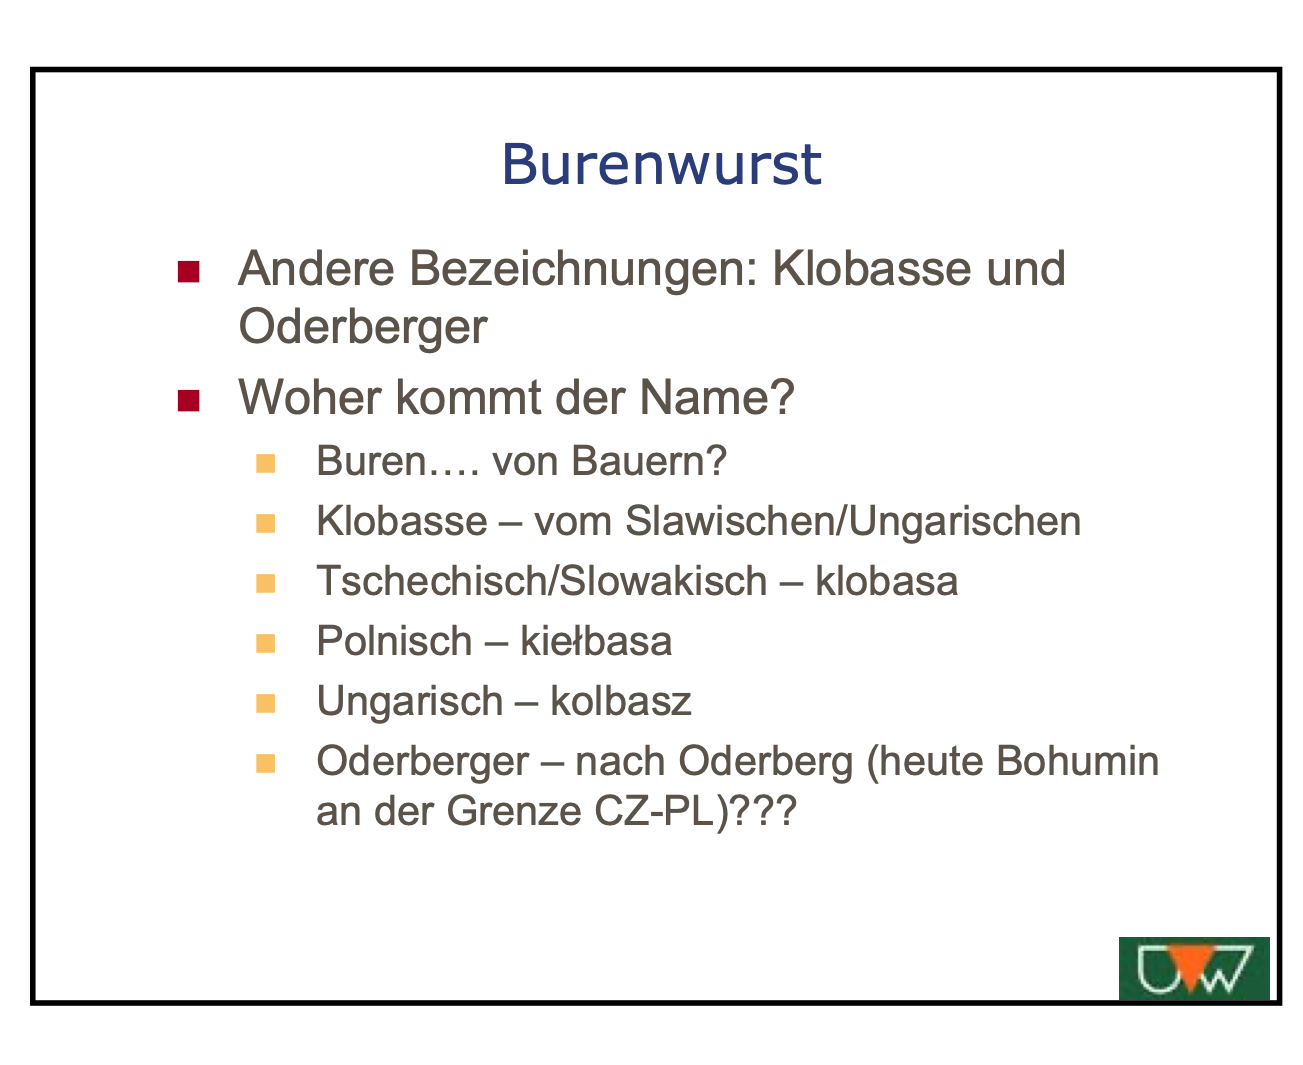 Burenwurst
Andere Bezeichnungen: Klobasse und
Oderberger
Woher kommt der Name?
Buren…. von Bauern?
Klobasse – vom Slawischen/Ungarischen
Tschechisch/Slowakisch – klobasa
Polnisch – kiełbasa
Ungarisch – kolbasz
Oderberger – nach Oderberg (heute Bohumin
an der Grenze CZ-PL)???